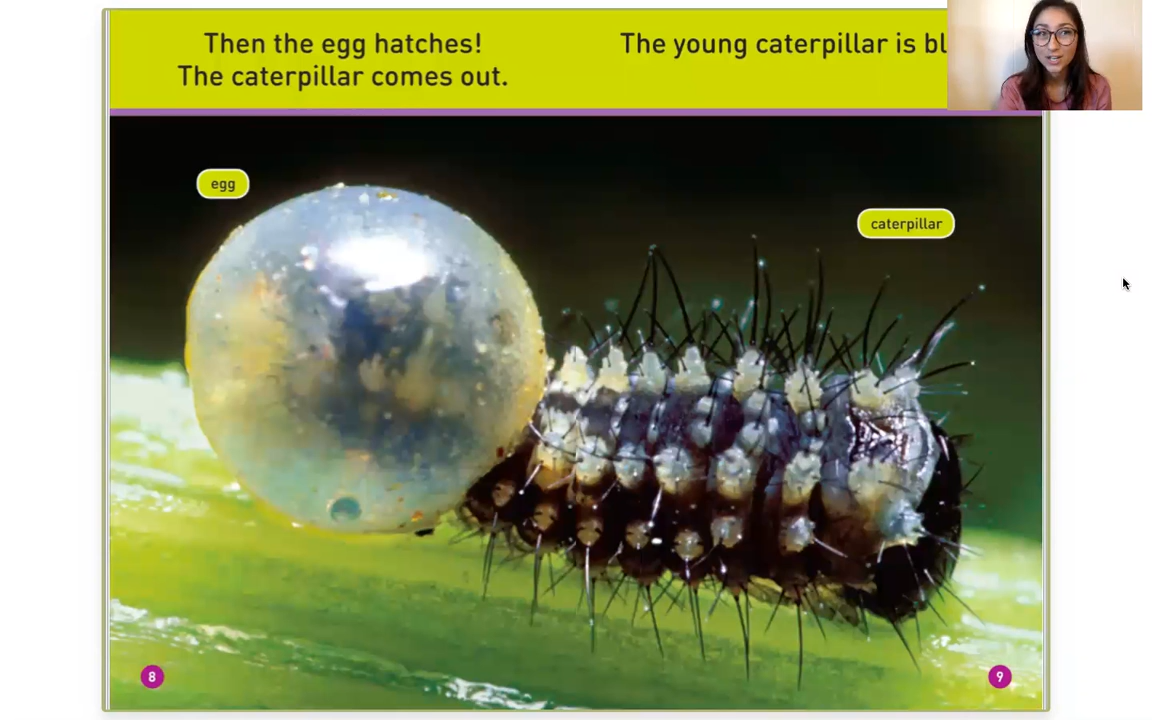 Then the egg hatches!
The caterpillar comes out.
The young caterpillar is
egg
caterpillar
8
9